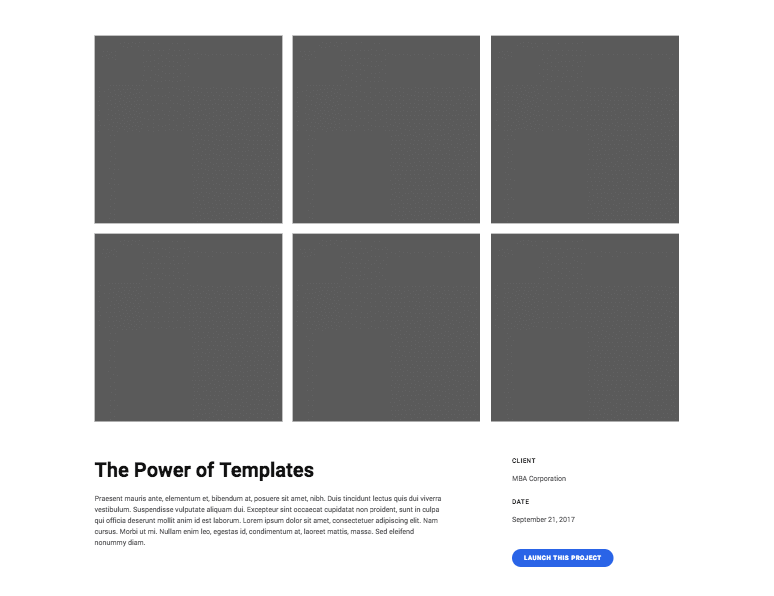 The Power of Templates
Praesent mauris ante, elementum et, bibendum at, posuere sit amet, nibh. Duis tincidunt lectus quis dui viverra
vestibulum. Suspendisse vulputate aliquam dui. Excepteur sint occaecat cupidatat non proident, sunt in culpa
qui officia deserunt mollit anim id est laborum. Lorem ipsum dolor sit amet, consectetuer adipiscing elit. Nam
cursus. Morbi ut mi. Nullam enim leo, egestas id, condimentum at, laoreet mattis, massa. Sed eleifend
nonummy diam.
CLIENT
MBA Corporation
DATE
September 21, 2017
LAUNCH THIS PROJECT